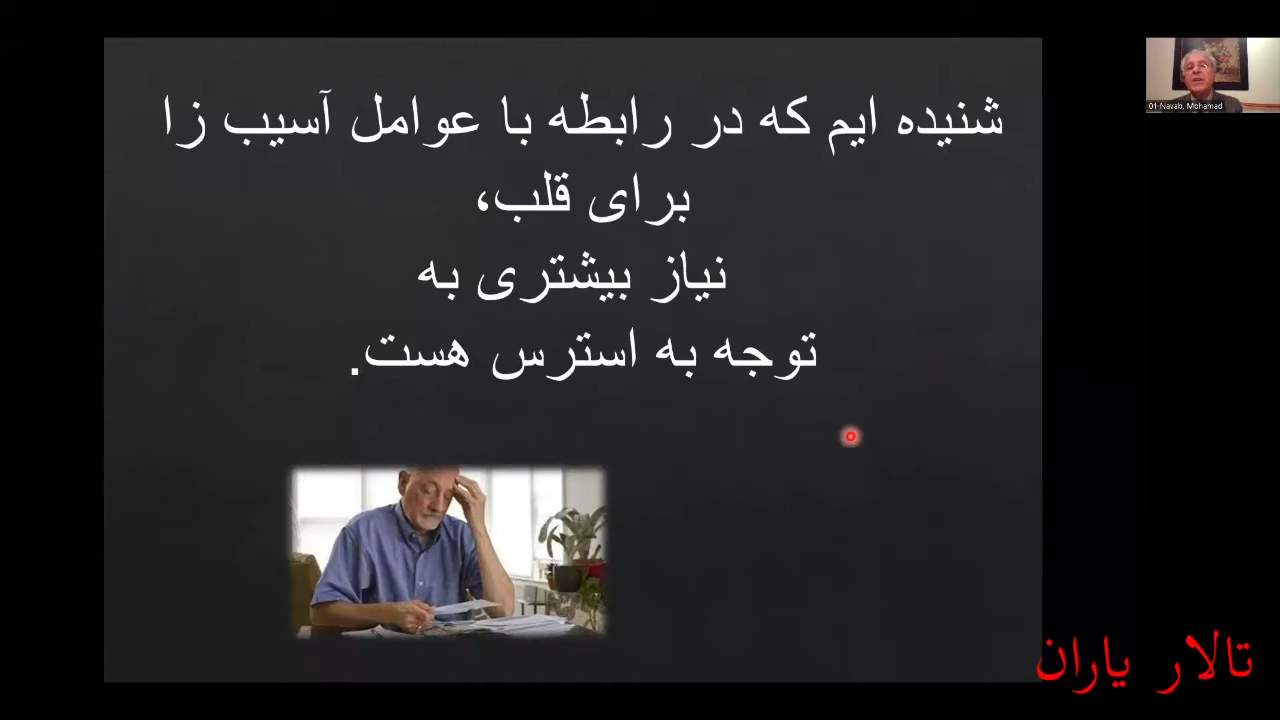 شنیده ایم که در رابطه با عوامل آسیب زا
برای قلب،
نیاز بیشتری به
توجه به استرس هست.
01-Navab, Mohamad
تالار یاران